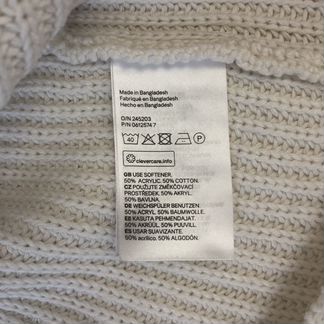 Made in Bangladesh
Fabriqué en Bangladesh
Hecho en Bangladesh
O/N 245203
P/N 0612574 7
40
P
clevercare.info
GB USE SOFTENER.
50% ACRYLIC. 50% COTTON.
CZ POUŽIJTE ZMĚKČOVACÍ
PROSTŘEDEK. 50% AKRYL.
50% BAVLNA.
DE WEICHSPÜLER BENUTZEN.
50% ACRYL. 50% BAUMWOLLE.
EE KASUTA PEHMENDAJAT.
50% AKRÜÜL. 50% PUUVILL.
ES USAR SUAVIZANTE.
50% acrílico. 50% ALGODÓN.